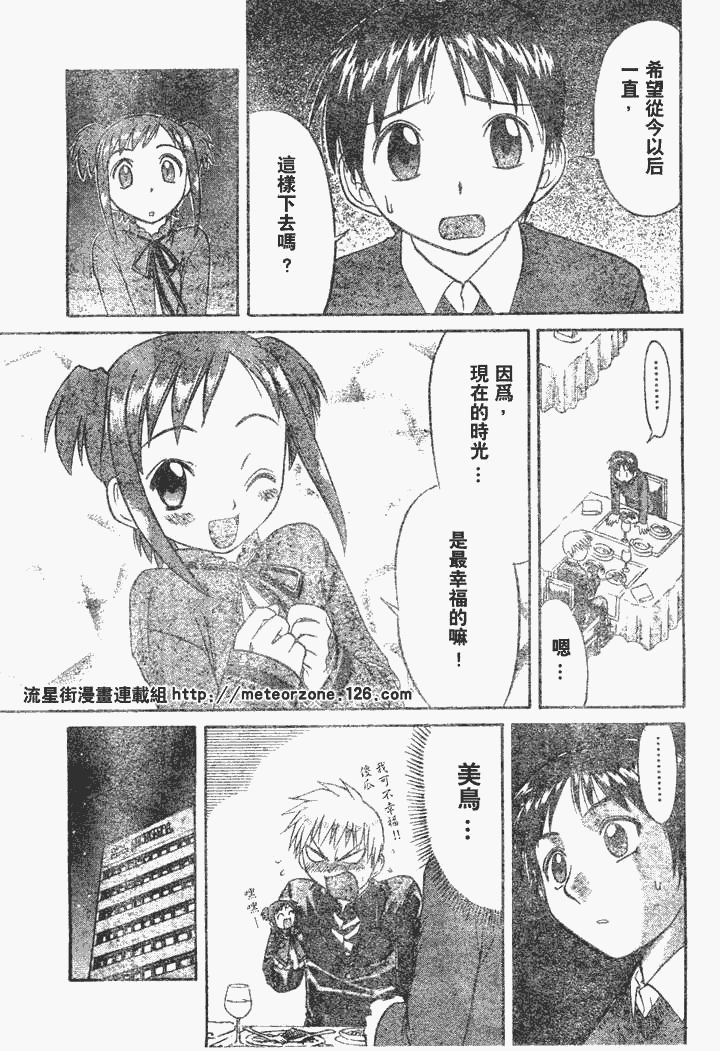 希望從今以后
一直，
這樣下去嗎？
………
嗯…
因爲，
現在的時光…
是最幸福的嘛！
流星街漫畫連載組 http://meteorzone.126.com
………
美鳥…
我可不幸福!!
傻瓜
嘿嘿~